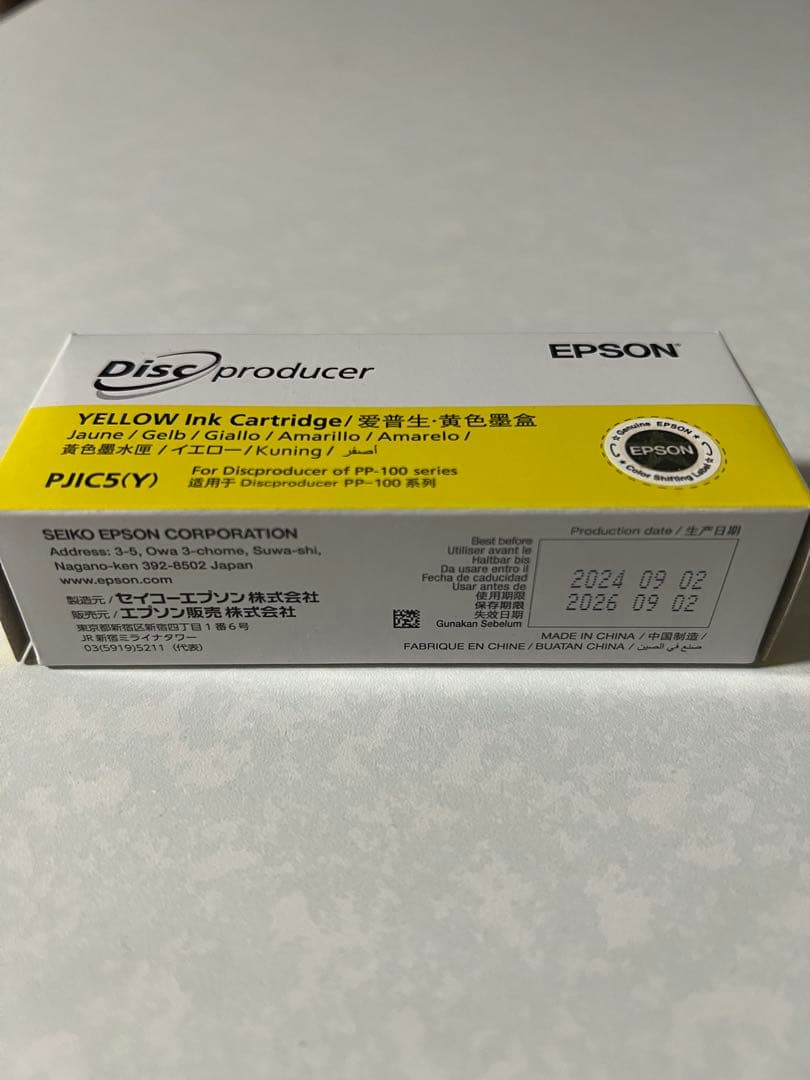 Disc producer
EPSON
YELLOW Ink Cartridge/ 爱普生·黄色墨盒
Jaune / Gelb / Giallo / Amarillo / Amarelo /
黃色墨水匣 / イエロー / Kuning / أصفر
PJIC5(Y)
For Discproducer of PP-100 series
适用于 Discproducer PP-100 系列
Genuine EPSON
EPSON
Color Shifting Label
SEIKO EPSON CORPORATION
Address: 3-5, Owa 3-chome, Suwa-shi,
Nagano-ken 392-8502 Japan
www.epson.com
製造元 / セイコーエプソン 株式会社
販売元 / エプソン販売 株式会社
東京都新宿区新宿四丁目1番6号
JR 新宿ミライナタワー
03(5919)5211 (代表)
Best before
Utiliser avant le
Haltbar bis
Da usare entro il
Fecha de caducidad
Usar antes de
使用期限
保存期限
失效日期
Gunakan Sebelum
Production date / 生产日期
2024 09 02
2026 09 02
MADE IN CHINA / 中国制造 /
FABRIQUE EN CHINE / BUATAN CHINA / صنع في الصين